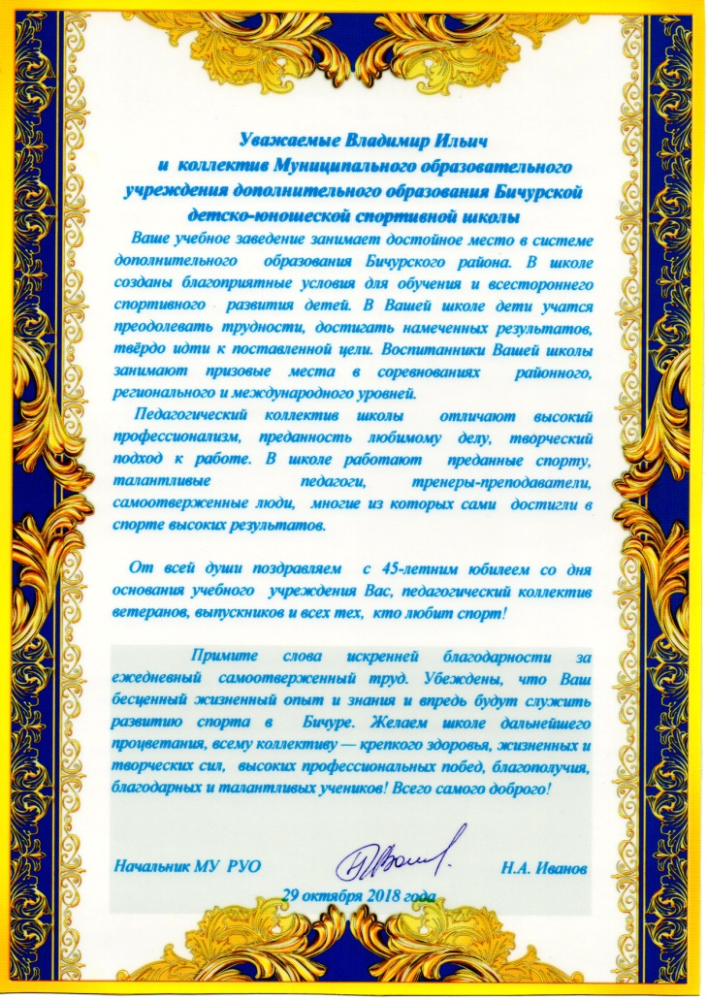 Уважаемые Владимир Ильич
и коллектив Муниципального образовательного
учреждения дополнительного образования Бичурской
детско-юношеской спортивной школы
Ваше учебное заведение занимает достойное место в системе
дополнительного образования Бичурского района. В школе
созданы благоприятные условия для обучения и всестороннего
спортивного развития детей. В Вашей школе дети учатся
преодолевать трудности, достигать намеченных результатов,
твёрдо идти к поставленной цели. Воспитанники Вашей школы
занимают призовые места в соревнованиях районного,
регионального и международного уровней.
Педагогический коллектив школы отличают высокий
профессионализм, преданность любимому делу, творческий
подход к работе. В школе работают преданные спорту,
талантливые педагоги, тренеры-преподаватели,
самоотверженные люди, многие из которых сами достигли в
спорте высоких результатов.
От всей души поздравляем с 45-летним юбилеем со дня
основания учебного учреждения Вас, педагогический коллектив
ветеранов, выпускников и всех тех, кто любит спорт!
Примите слова искренней благодарности за
ежедневный самоотверженный труд. Убеждены, что Ваш
бесценный жизненный опыт и знания и впредь будут служить
развитию спорта в Бичуре. Желаем школе дальнейшего
процветания, всему коллективу — крепкого здоровья, жизненных и
творческих сил, высоких профессиональных побед, благополучия,
благодарных и талантливых учеников! Всего самого доброго!
Начальник МУ РУО Н.А. Иванов
29 октября 2018 года